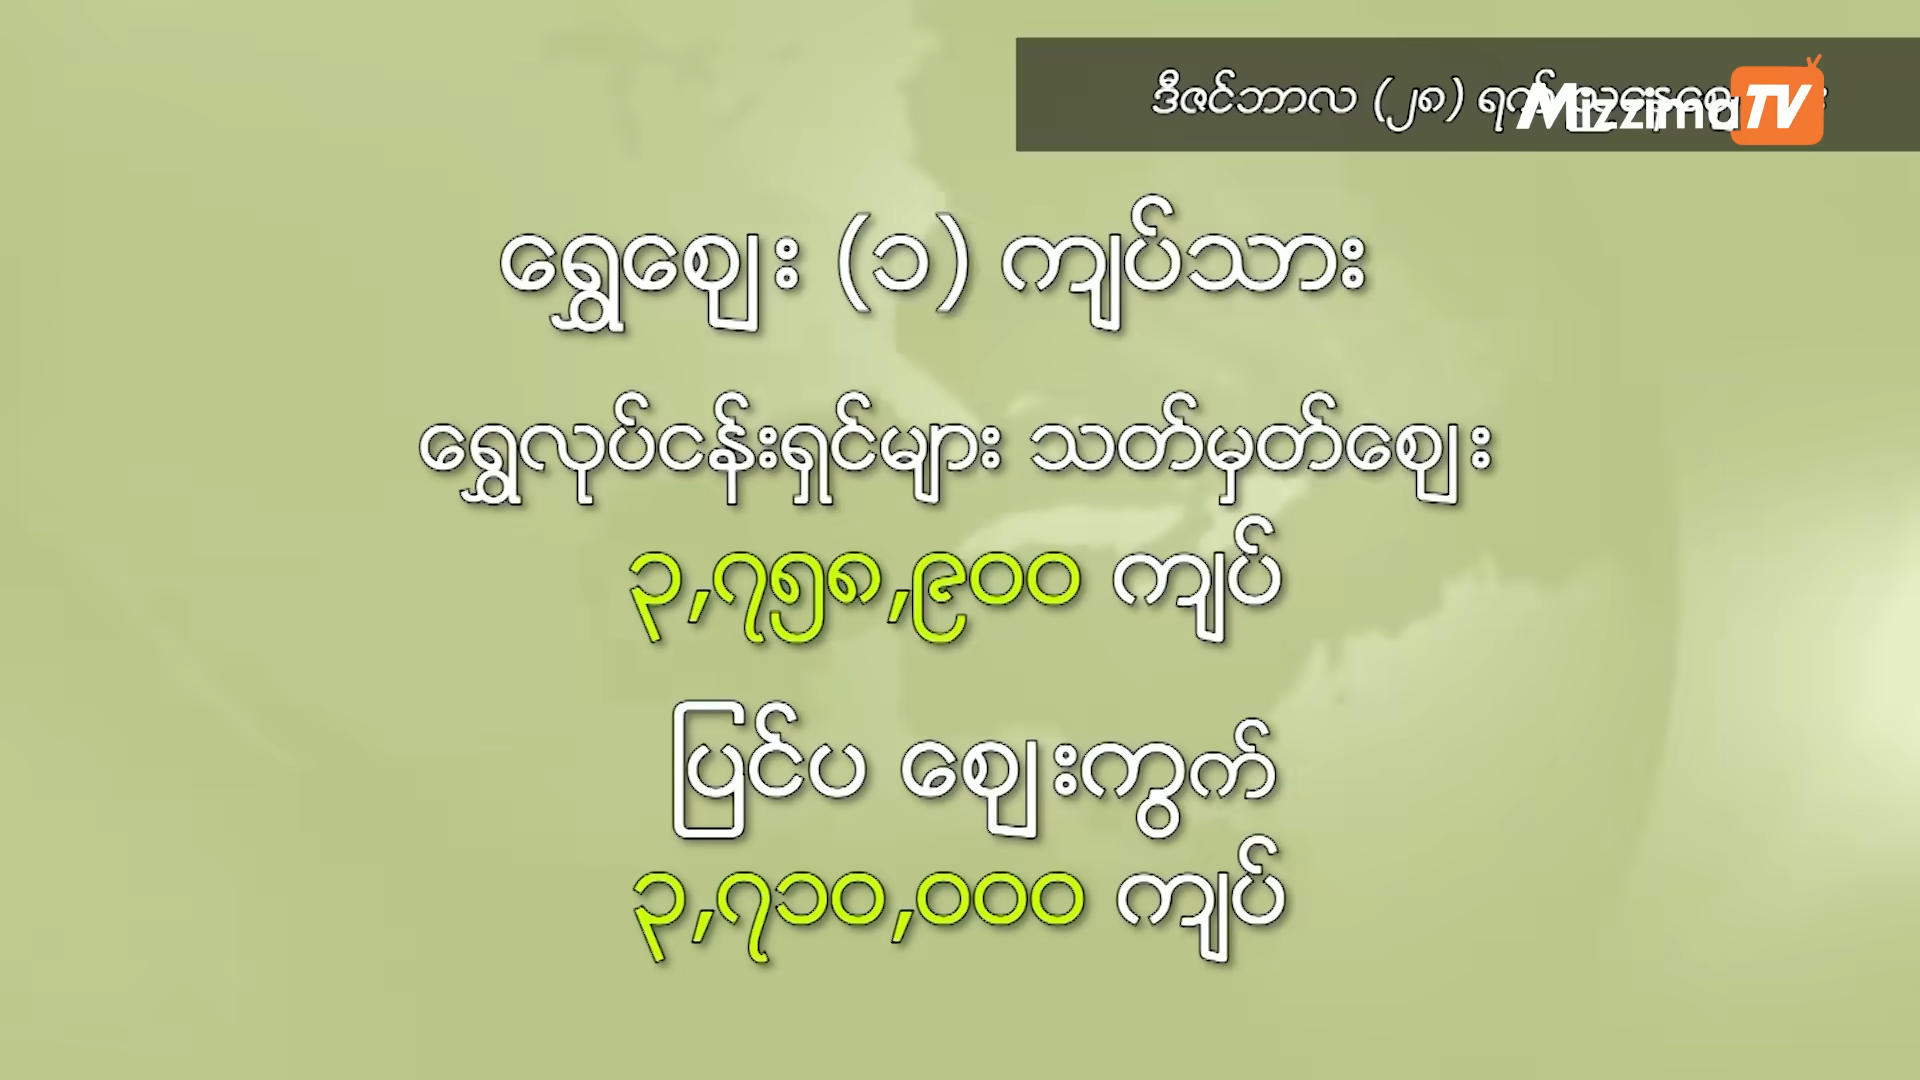 ဒီဇင်ဘာလ (၂၈) ရက်
Mizzima TV
ရွှေဈေး (၁) ကျပ်သား
ရွှေလုပ်ငန်းရှင်များ သတ်မှတ်ဈေး
၃,၇၅၈,၉၀၀ ကျပ်
ပြင်ပ ဈေးကွက်
၃,၇၁၀,၀၀၀ ကျပ်